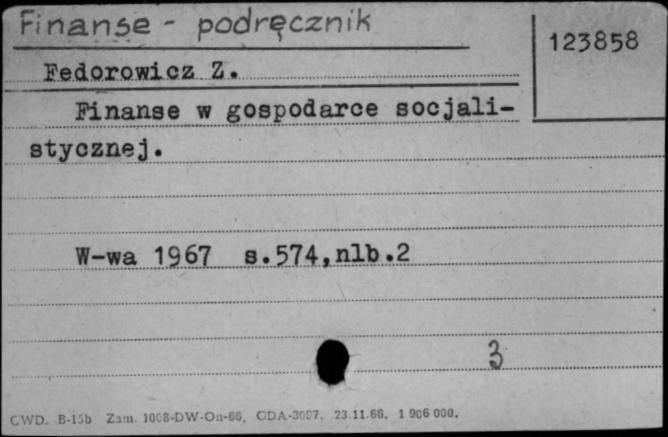 Finanse - podręcznik
123858
Fedorowicz Z.
Finanse w gospodarce socjali-
stycznej.
W-wa 1967 s.574,nlb.2
3
CWD. B-15b Zam. 1008-DW-On-66. CDA-3097. 23.11.66. 1 906 000.